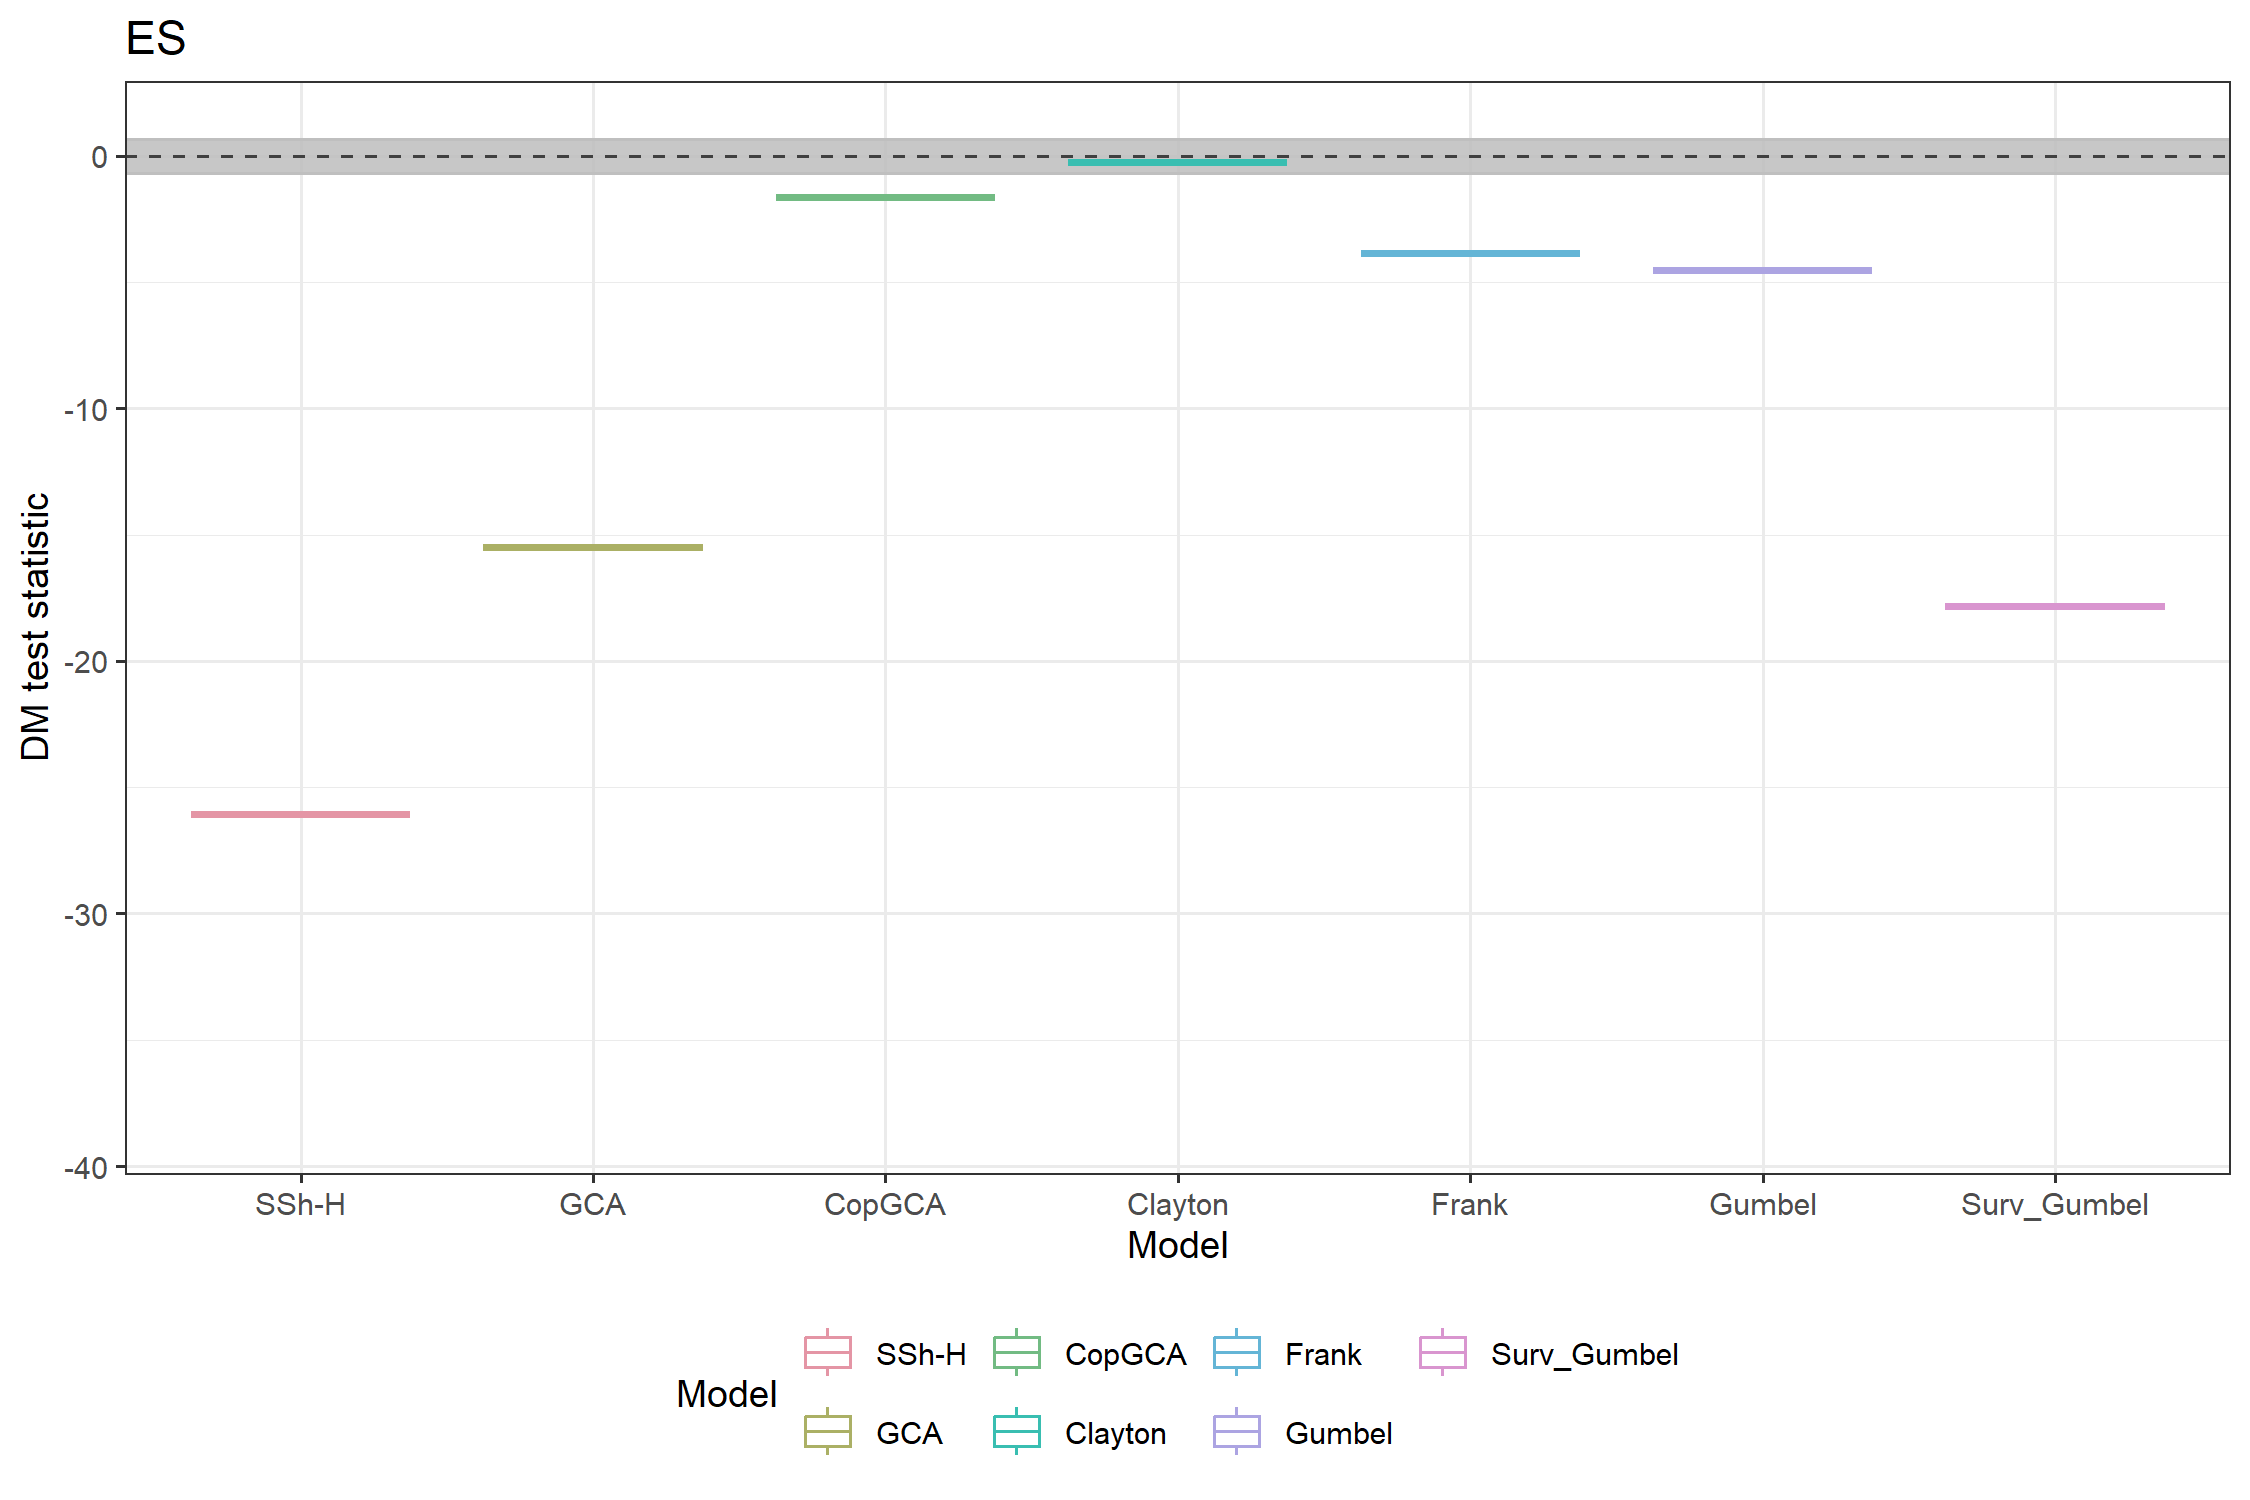 ES
DM test statistic
0
-10
-20
-30
-40
SSh-H GCA CopGCA Clayton Frank Gumbel Surv_Gumbel
Model
Model
SSh-H CopGCA Frank Surv_Gumbel
GCA Clayton Gumbel